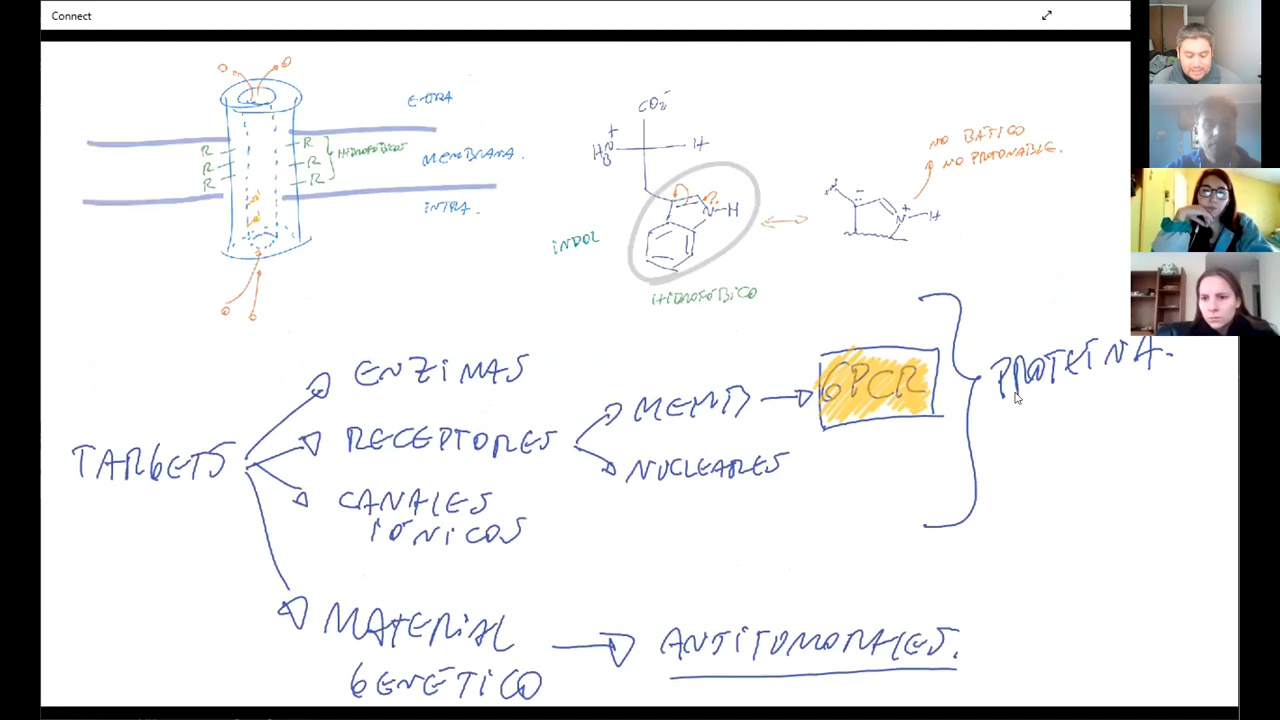 Connect
EXTRA
R
R
R
R
R
R
HIDROFÓBICOS
MEMBRANA.
INTRA.
CO₂⁻
H₃N⁺
H
N-H
INDOL
HIDROFÓBICO
NO BÁSICO
NO PROTONABLE.
N⁺-H
TARGETS
ENZIMAS
RECEPTORES
MEMB
GPCR
NUCLEARES
CANALES
IÓNICOS
PROTEÍNA.
MATERIAL
GENÉTICO
ANTITUMORALES.